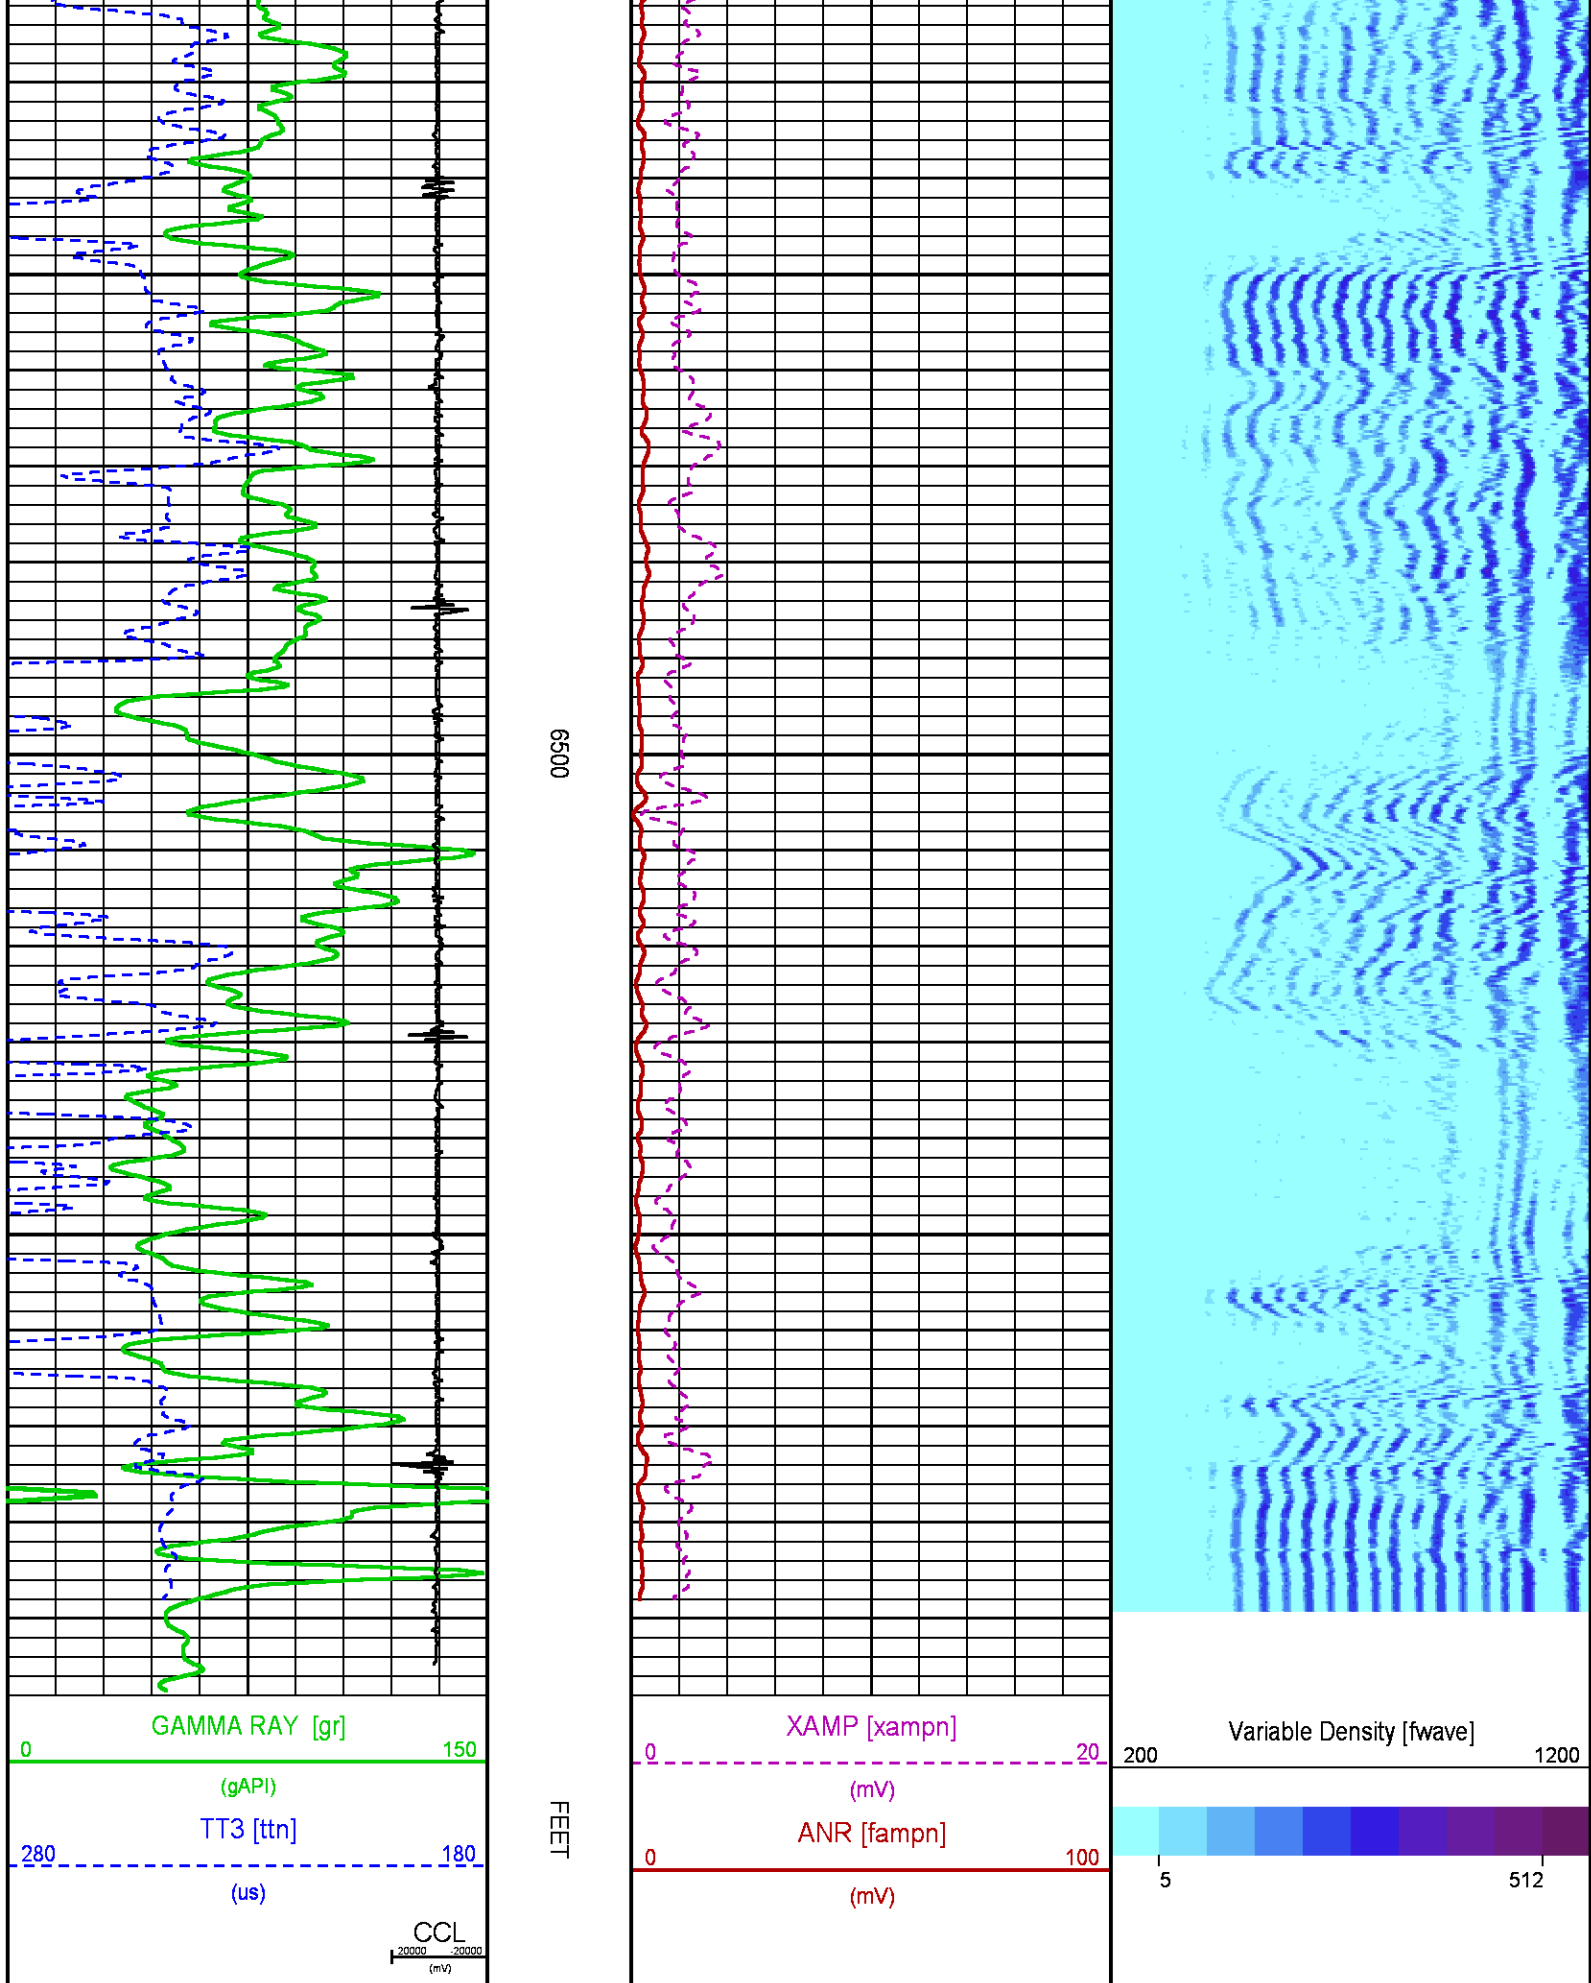 6500
FEET
GAMMA RAY [gr]
0 150
(gAPI)
TT3 [ttn]
280 180
(us)
CCL
20000 -20000
(mV)
XAMP [xampn]
0 20
(mV)
ANR [fampn]
0 100
(mV)
Variable Density [fwave]
200 1200
5 512